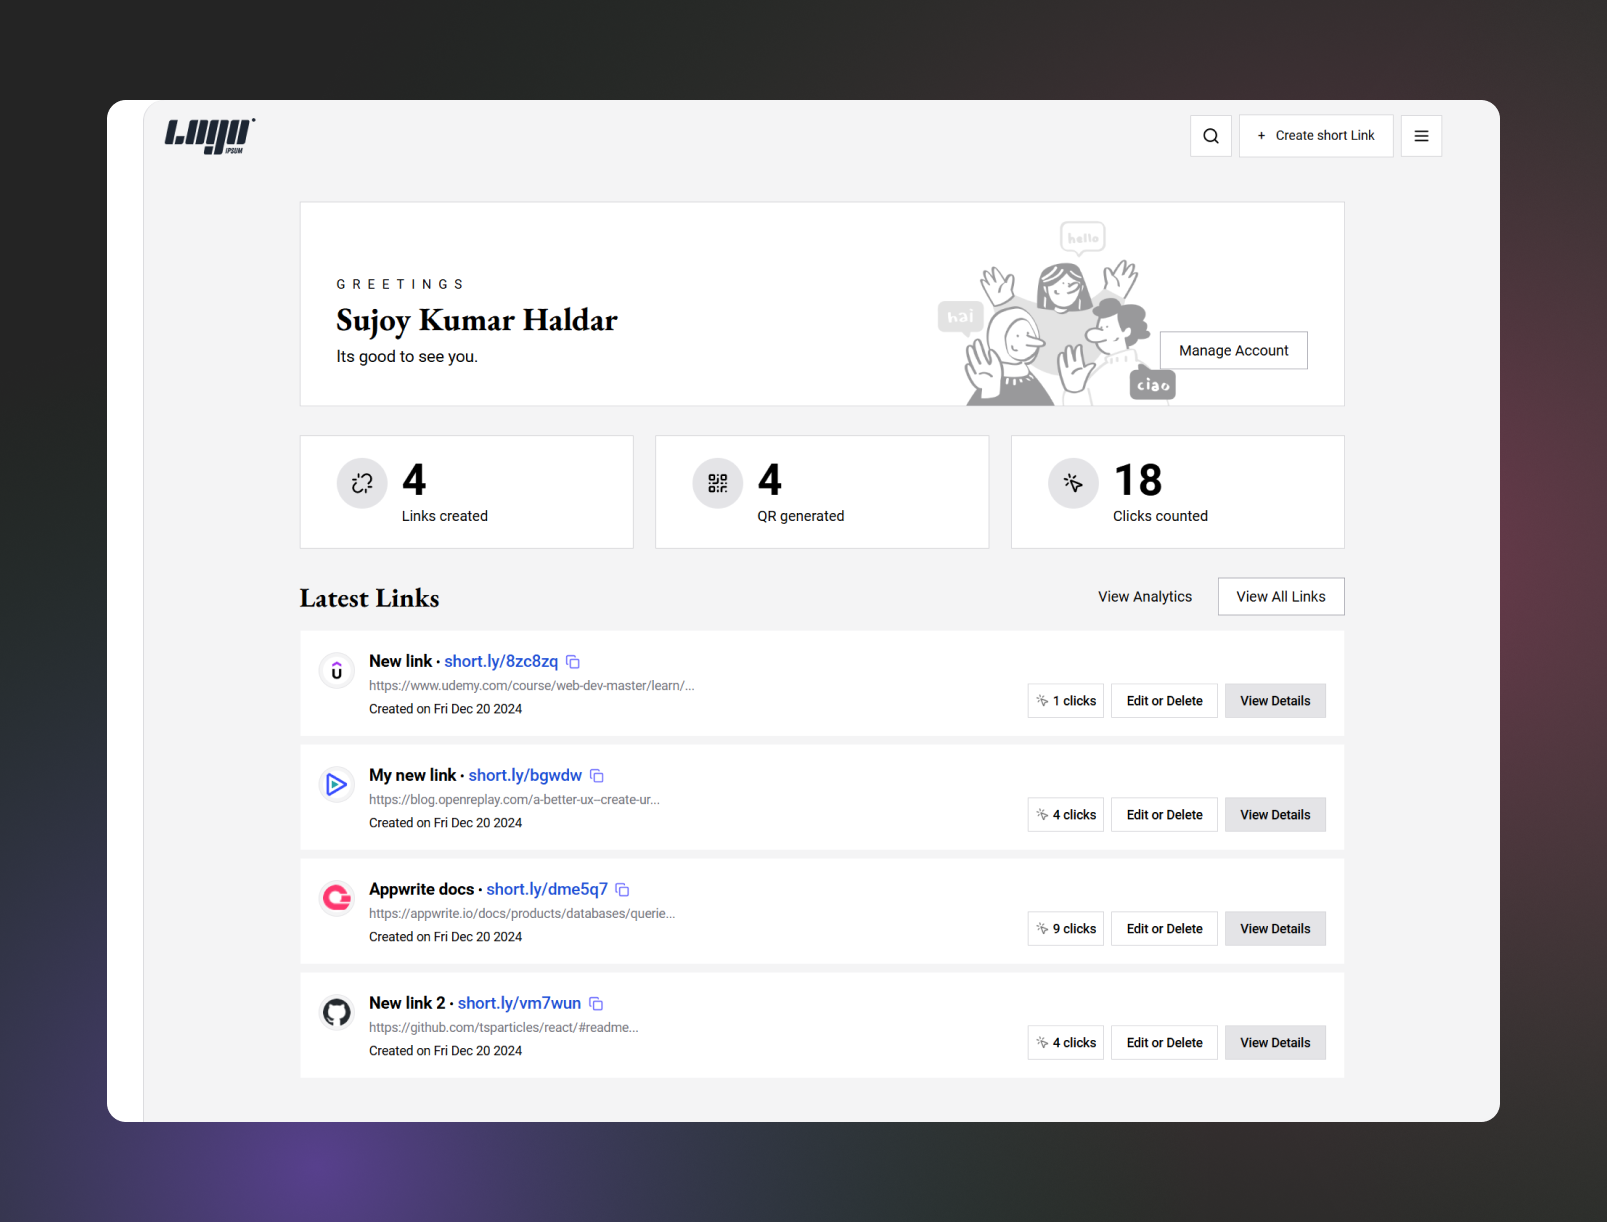 Logo
IPSUM
+ Create short Link
GREETINGS
Sujoy Kumar Haldar
Its good to see you.
hello
hai
ciao
Manage Account
4
Links created
4
QR generated
18
Clicks counted
Latest Links
View Analytics
View All Links
New link • short.ly/8zc8zq
https://www.udemy.com/course/web-dev-master/learn/...
Created on Fri Dec 20 2024
1 clicks
Edit or Delete
View Details
My new link • short.ly/bgwdw
https://blog.openreplay.com/a-better-ux--create-ur...
Created on Fri Dec 20 2024
4 clicks
Edit or Delete
View Details
Appwrite docs • short.ly/dme5q7
https://appwrite.io/docs/products/databases/querie...
Created on Fri Dec 20 2024
9 clicks
Edit or Delete
View Details
New link 2 • short.ly/vm7wun
https://github.com/tsparticles/react/#readme...
Created on Fri Dec 20 2024
4 clicks
Edit or Delete
View Details